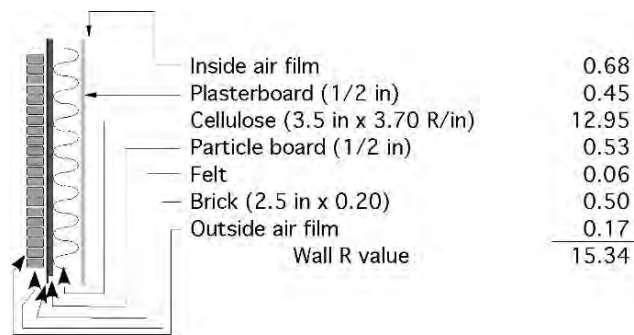 Inside air film 0.68
Plasterboard (1/2 in) 0.45
Cellulose (3.5 in x 3.70 R/in) 12.95
Particle board (1/2 in) 0.53
Felt 0.06
Brick (2.5 in x 0.20) 0.50
Outside air film 0.17
Wall R value 15.34